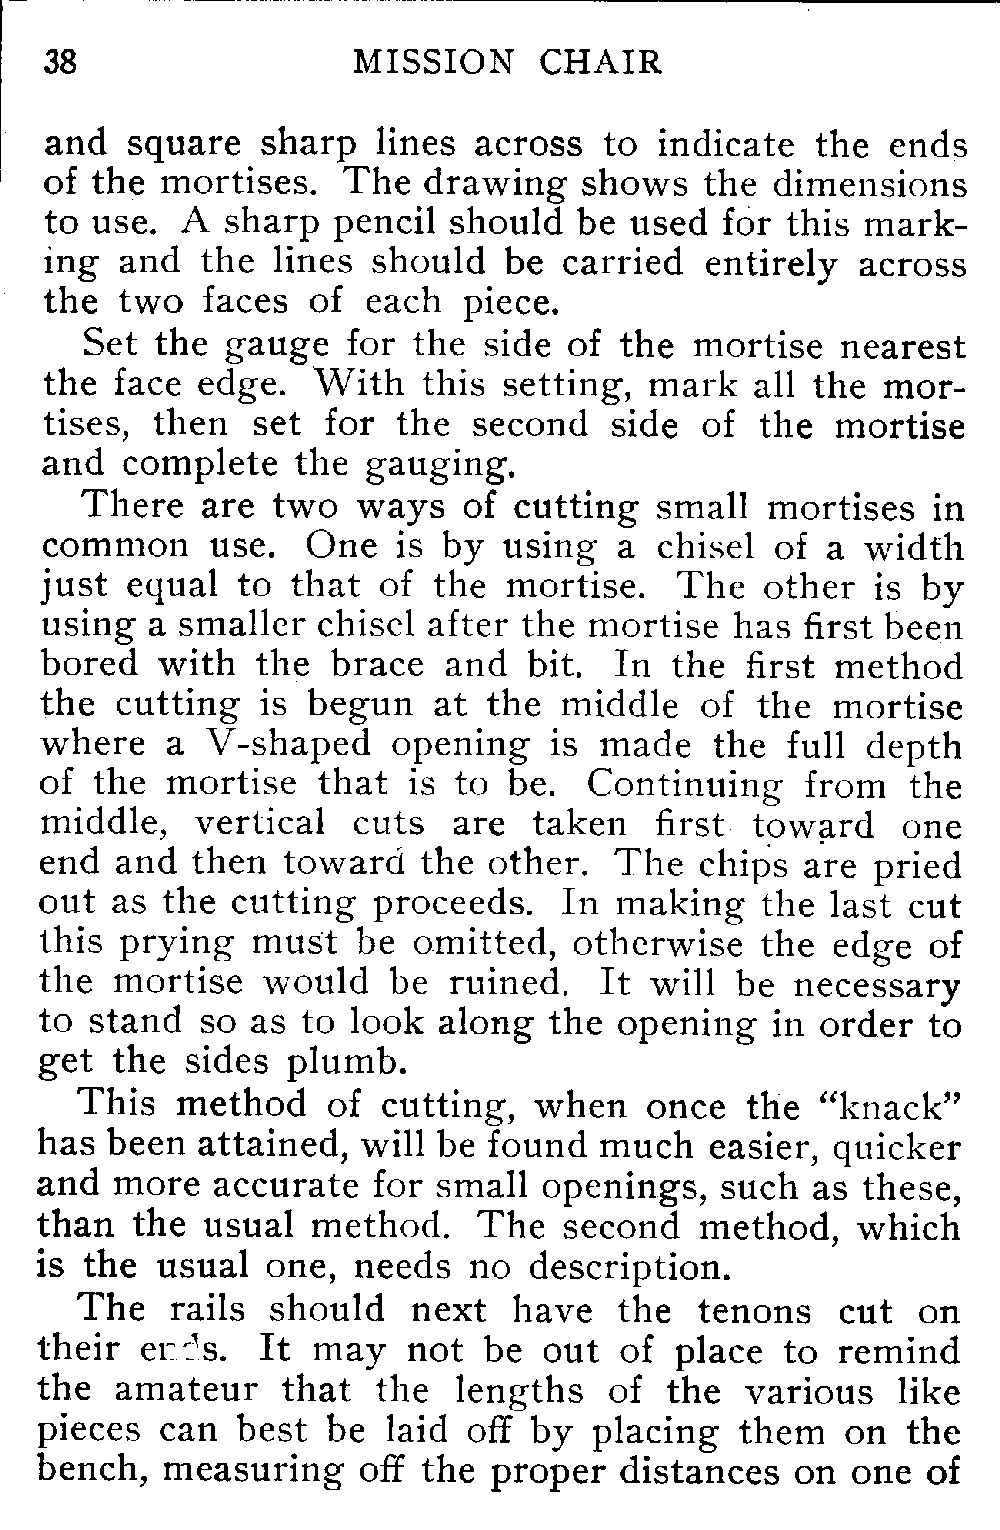 38 MISSION CHAIR
and square sharp lines across to indicate the ends
of the mortises. The drawing shows the dimensions
to use. A sharp pencil should be used for this mark-
ing and the lines should be carried entirely across
the two faces of each piece.
Set the gauge for the side of the mortise nearest
the face edge. With this setting, mark all the mor-
tises, then set for the second side of the mortise
and complete the gauging.
There are two ways of cutting small mortises in
common use. One is by using a chisel of a width
just equal to that of the mortise. The other is by
using a smaller chisel after the mortise has first been
bored with the brace and bit. In the first method
the cutting is begun at the middle of the mortise
where a V-shaped opening is made the full depth
of the mortise that is to be. Continuing from the
middle, vertical cuts are taken first toward one
end and then toward the other. The chips are pried
out as the cutting proceeds. In making the last cut
this prying must be omitted, otherwise the edge of
the mortise would be ruined. It will be necessary
to stand so as to look along the opening in order to
get the sides plumb.
This method of cutting, when once the “knack”
has been attained, will be found much easier, quicker
and more accurate for small openings, such as these,
than the usual method. The second method, which
is the usual one, needs no description.
The rails should next have the tenons cut on
their ends. It may not be out of place to remind
the amateur that the lengths of the various like
pieces can best be laid off by placing them on the
bench, measuring off the proper distances on one of